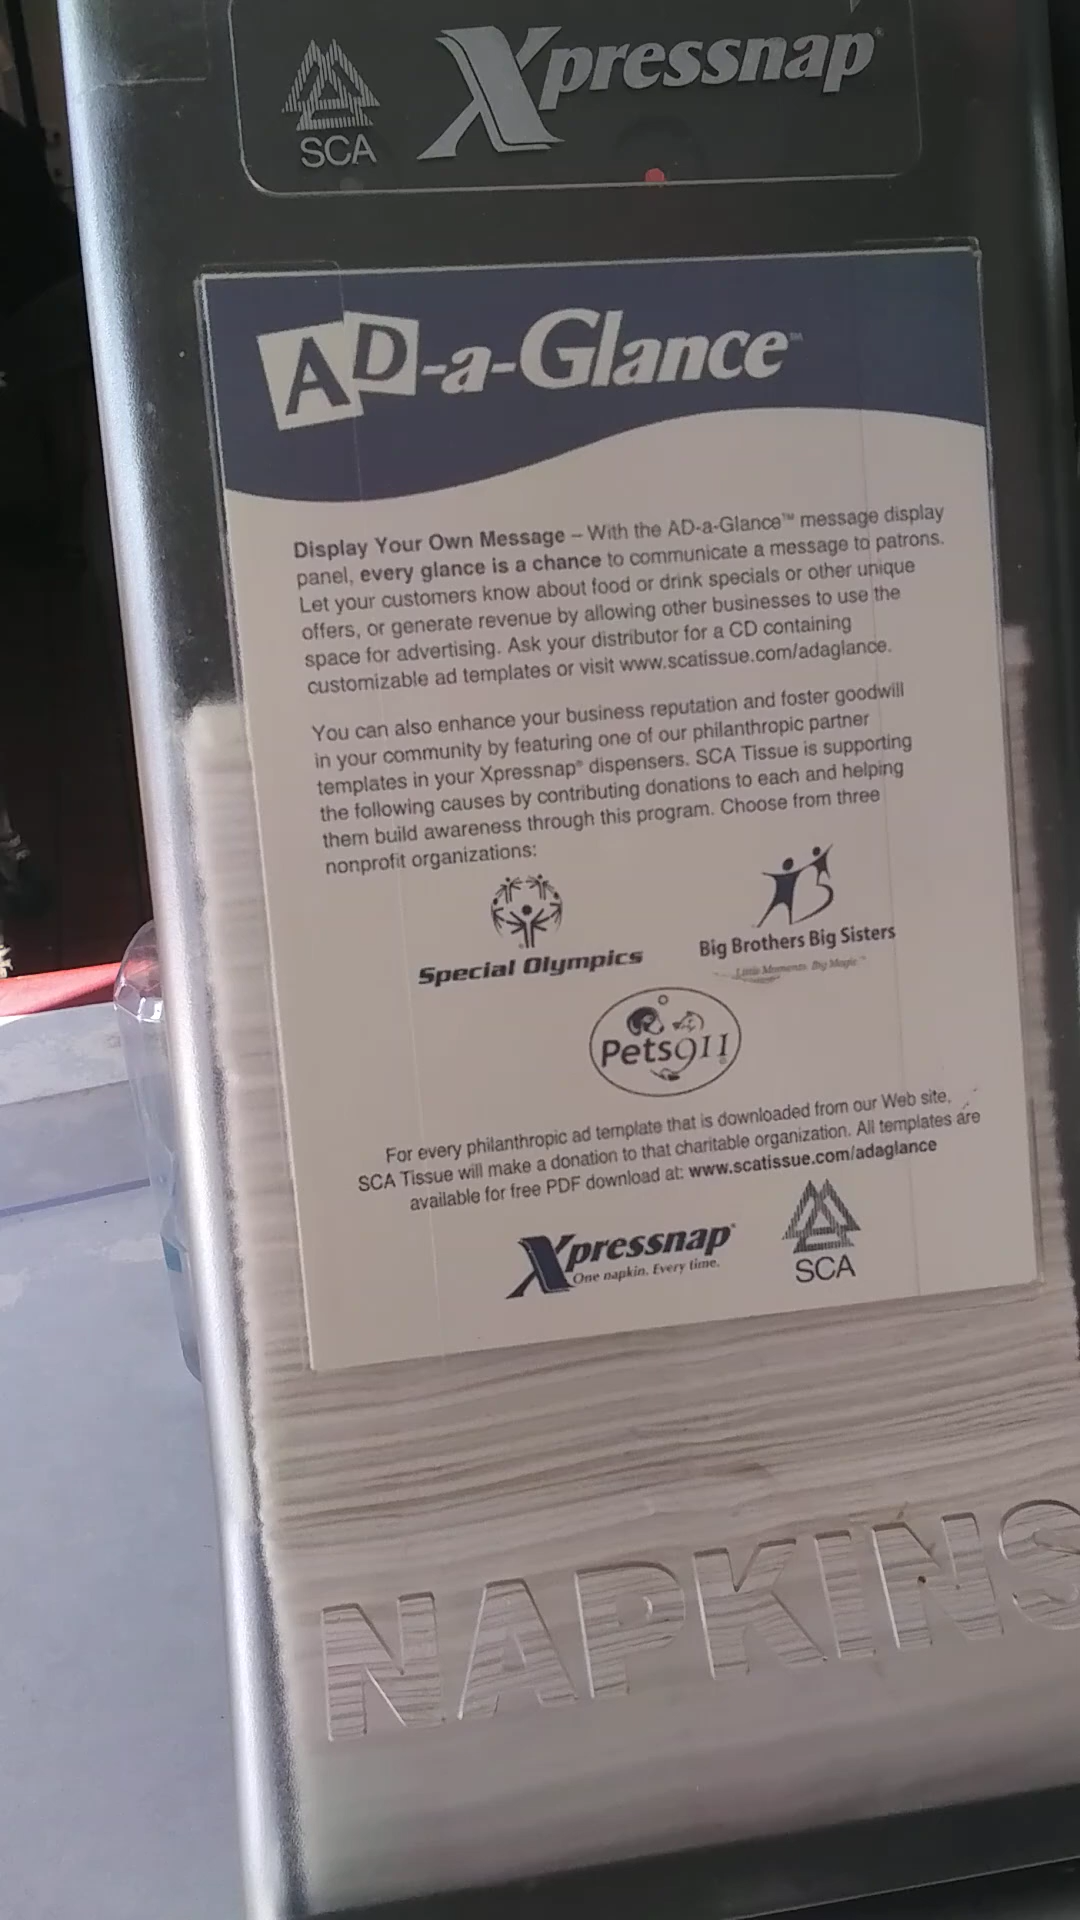 SCA
Xpressnap®
AD-a-Glance™
Display Your Own Message – With the AD-a-Glance™ message display
panel, every glance is a chance to communicate a message to patrons.
Let your customers know about food or drink specials or other unique
offers, or generate revenue by allowing other businesses to use the
space for advertising. Ask your distributor for a CD containing
customizable ad templates or visit www.scatissue.com/adaglance.
You can also enhance your business reputation and foster goodwill
in your community by featuring one of our philanthropic partner
templates in your Xpressnap® dispensers. SCA Tissue is supporting
the following causes by contributing donations to each and helping
them build awareness through this program. Choose from three
nonprofit organizations:
Special Olympics
Big Brothers Big Sisters
Little Moments. Big Magic.™
Pets911
For every philanthropic ad template that is downloaded from our Web site,
SCA Tissue will make a donation to that charitable organization. All templates are
available for free PDF download at: www.scatissue.com/adaglance
Xpressnap®
One napkin. Every time.
SCA
NAPKINS